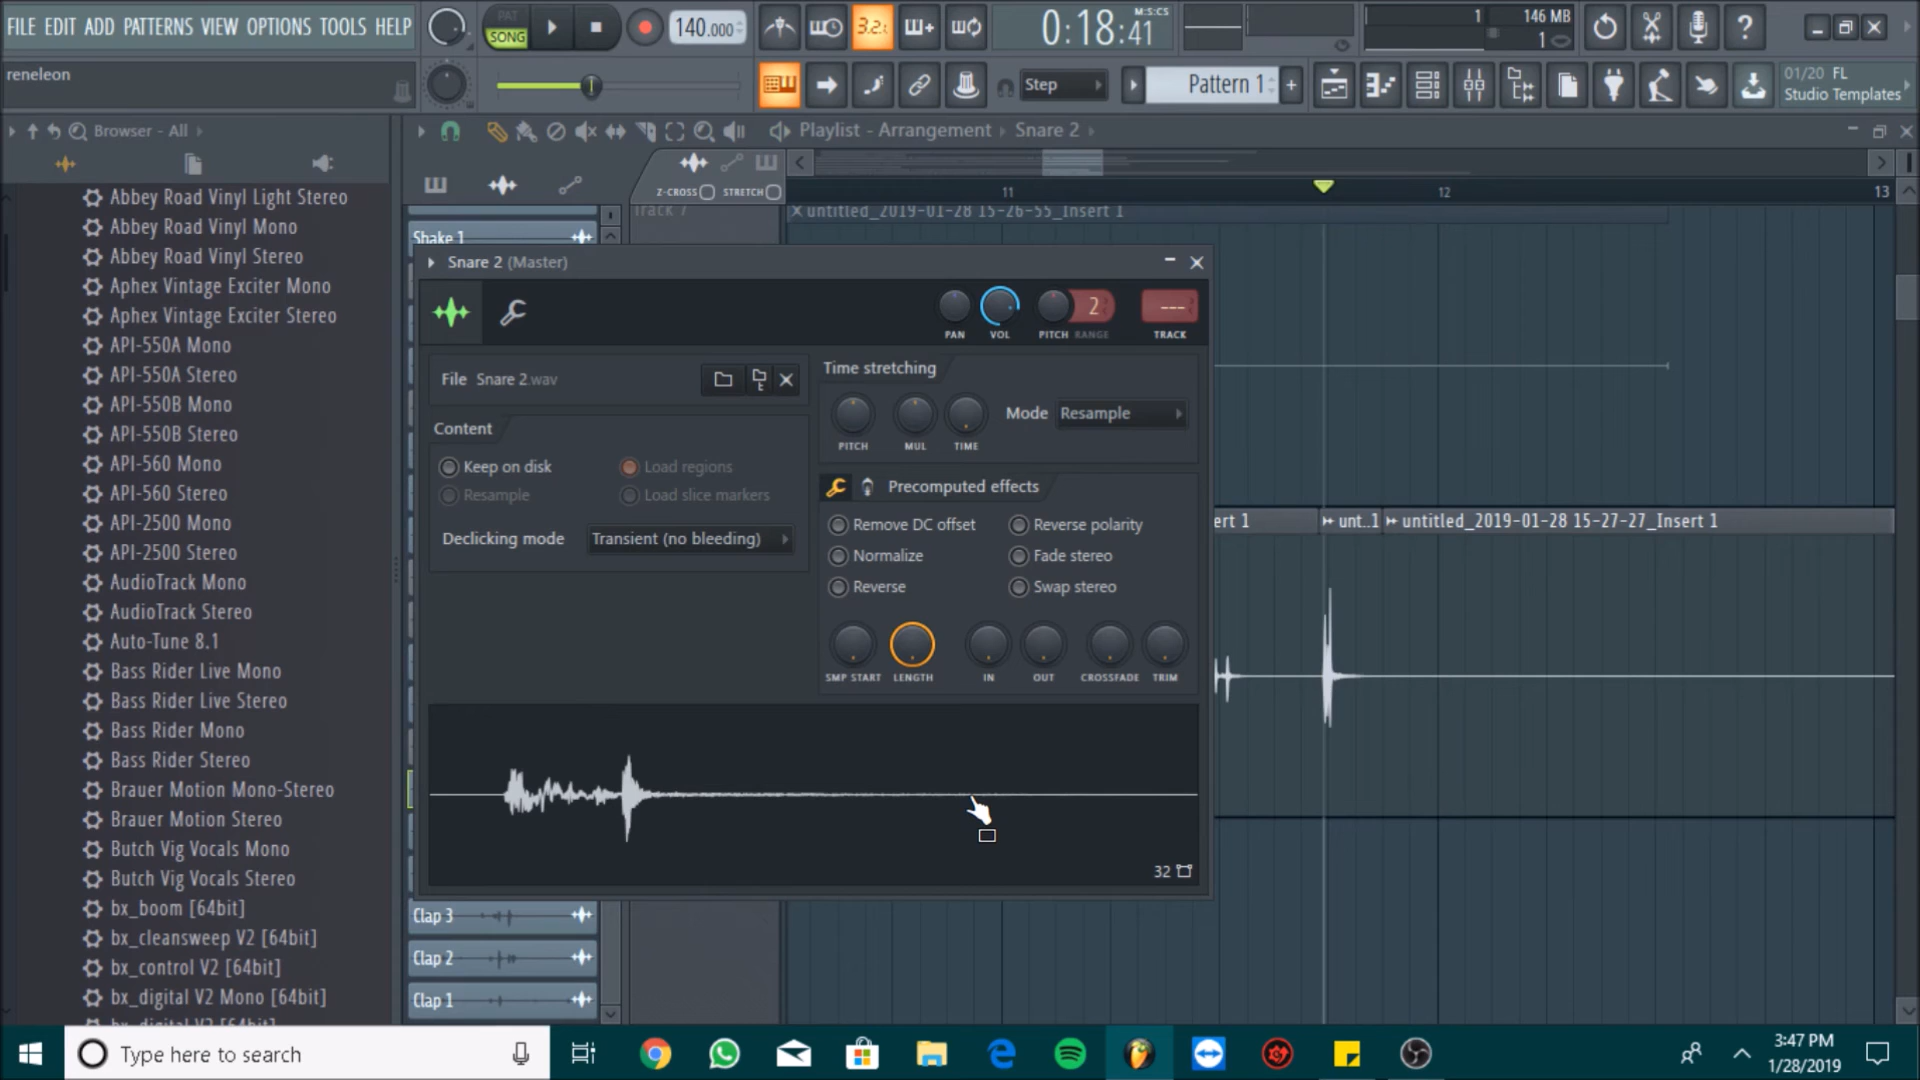 FILE EDIT ADD PATTERNS VIEW OPTIONS TOOLS HELP
PAT
SONG
140.000
3.2.
0:18:41
M:S:CS
1
146 MB
1
reneleon
Step
Pattern 1
01/20 FL
Studio Templates
Browser - All
Playlist - Arrangement
Snare 2
Z-CROSS
STRETCH
11
12
13
Track 7
untitled_2019-01-28 15-26-55_Insert 1
Abbey Road Vinyl Light Stereo
Abbey Road Vinyl Mono
Abbey Road Vinyl Stereo
Aphex Vintage Exciter Mono
Aphex Vintage Exciter Stereo
API-550A Mono
API-550A Stereo
API-550B Mono
API-550B Stereo
API-560 Mono
API-560 Stereo
API-2500 Mono
API-2500 Stereo
AudioTrack Mono
AudioTrack Stereo
Auto-Tune 8.1
Bass Rider Live Mono
Bass Rider Live Stereo
Bass Rider Mono
Bass Rider Stereo
Brauer Motion Mono-Stereo
Brauer Motion Stereo
Butch Vig Vocals Mono
Butch Vig Vocals Stereo
bx_boom [64bit]
bx_cleansweep V2 [64bit]
bx_control V2 [64bit]
bx_digital V2 Mono [64bit]
bx_digital V2 [64bit]
Shake 1
Snare 2 (Master)
PAN
VOL
PITCH
2
RANGE
---
TRACK
File Snare 2.wav
Content
Keep on disk
Load regions
Resample
Load slice markers
Declicking mode
Transient (no bleeding)
Time stretching
PITCH
MUL
TIME
Mode
Resample
Precomputed effects
Remove DC offset
Reverse polarity
Normalize
Fade stereo
Reverse
Swap stereo
SMP START
LENGTH
IN
OUT
CROSSFADE
TRIM
32
ert 1
unt..1
untitled_2019-01-28 15-27-27_Insert 1
Clap 3
Clap 2
Clap 1
Type here to search
3:47 PM
1/28/2019